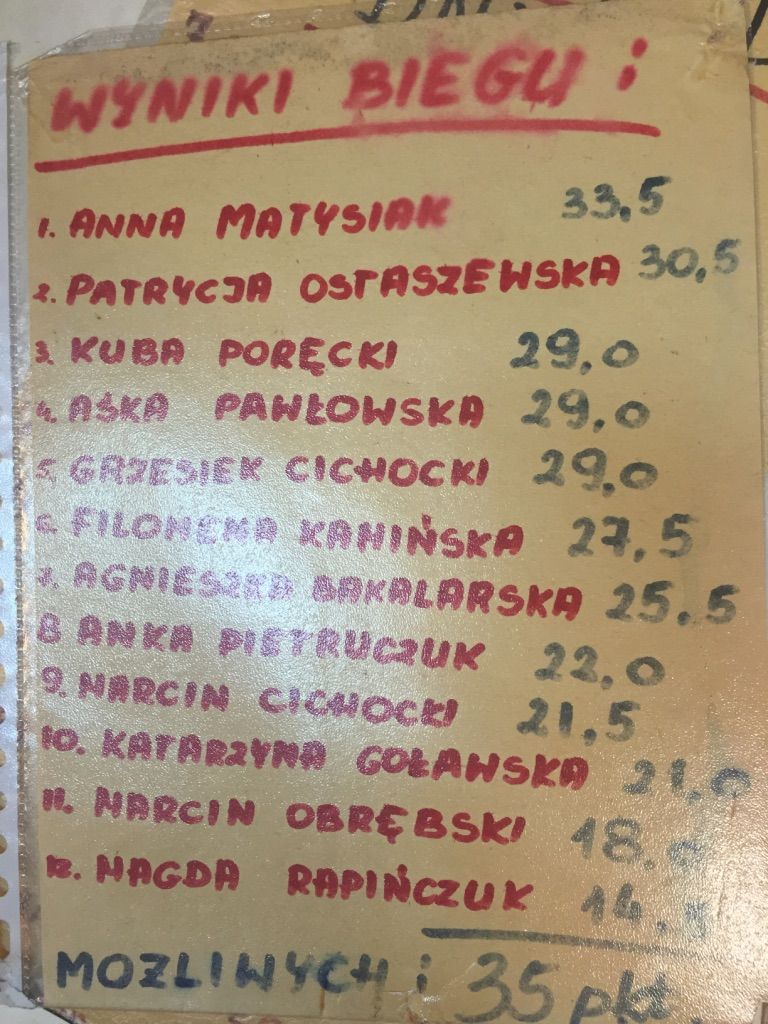 WYNIKI BIEGU :
1. ANNA MATYSIAK 33,5
2. PATRYCJA OSTASZEWSKA 30,5
3. KUBA PORĘCKI 29,0
4. AŚKA PAWŁOWSKA 29,0
5. GRZESIEK CICHOCKI 29,0
6. FILOMENA KAMIŃSKA 27,5
7. AGNIESZKA BAKALARSKA 25,5
8 ANKA PIETRUCZUK 22,0
9. MARCIN CICHOCKI 21,5
10. KATARZYNA GOŁAWSKA 21,0
11. MARCIN OBRĘBSKI 18,0
12. MAGDA RAPIŃCZUK
MOŻLIWYCH : 35 pkt.